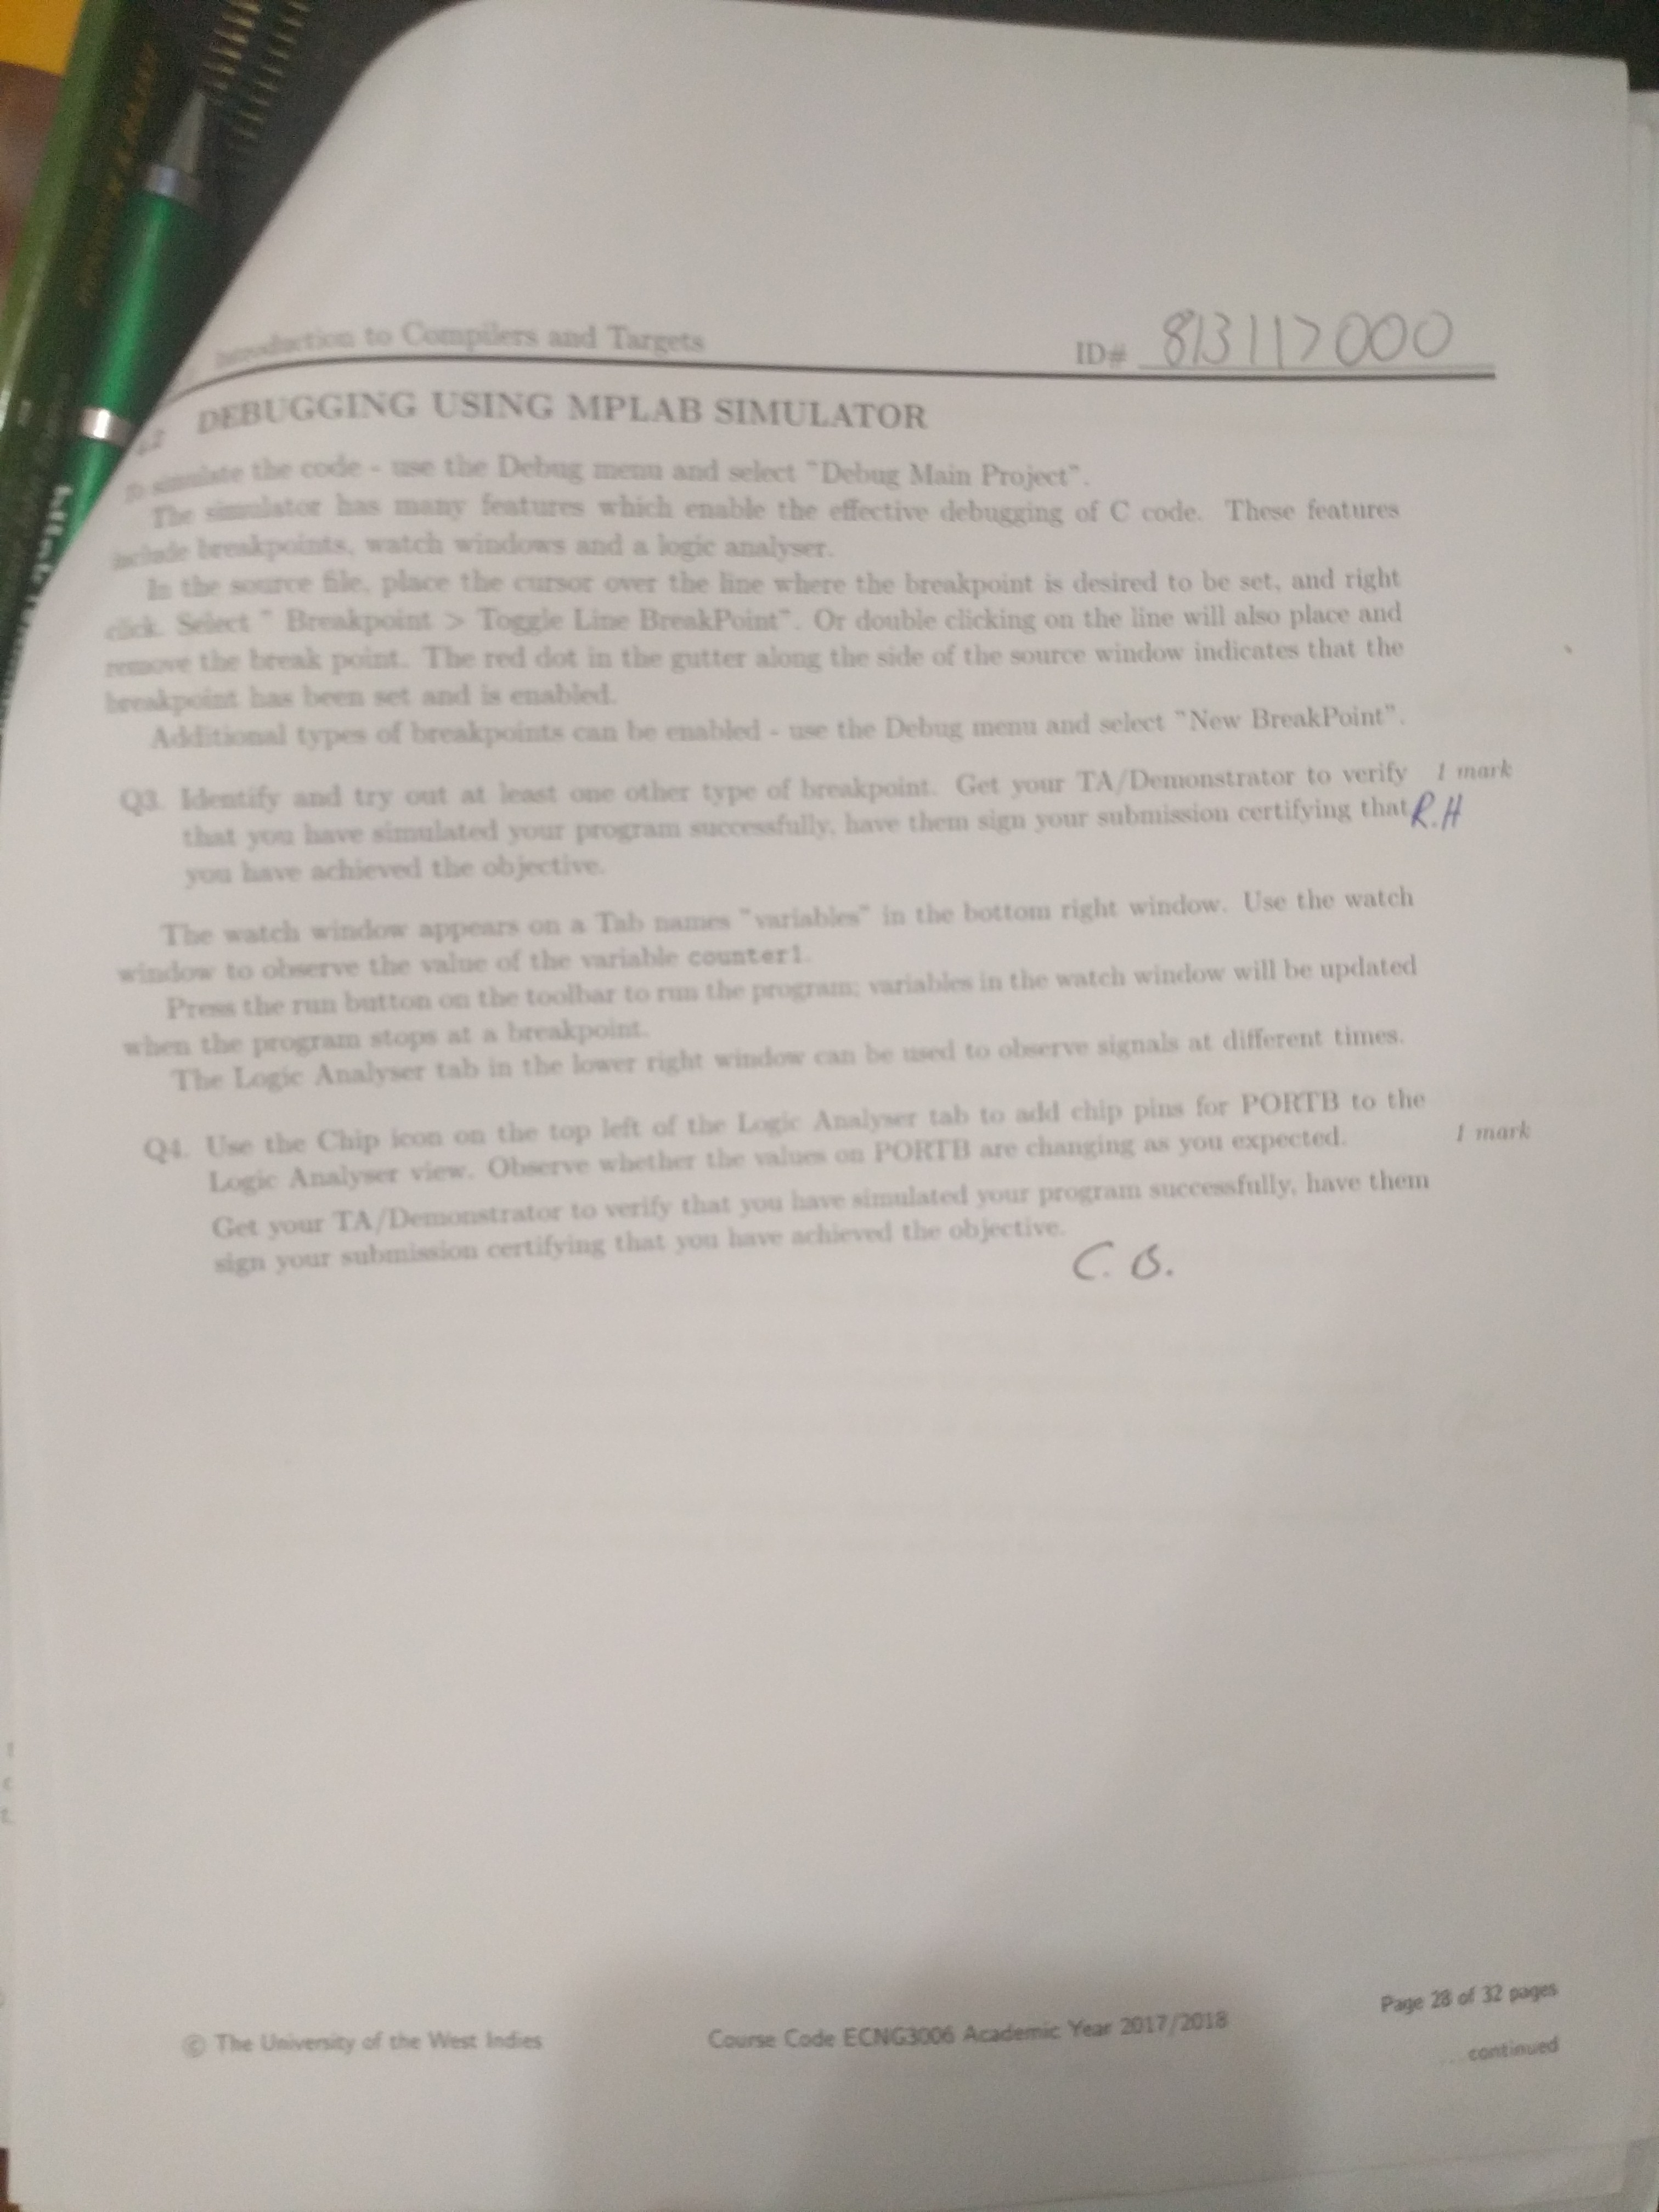 Introduction to Compilers and Targets
ID# 813117000
DEBUGGING USING MPLAB SIMULATOR
To simulate the code - use the Debug menu and select "Debug Main Project".
The simulator has many features which enable the effective debugging of C code. These features
include breakpoints, watch windows and a logic analyser.
In the source file, place the cursor over the line where the breakpoint is desired to be set, and right
click. Select " Breakpoint > Toggle Line BreakPoint". Or double clicking on the line will also place and
remove the break point. The red dot in the gutter along the side of the source window indicates that the
breakpoint has been set and is enabled.
Additional types of breakpoints can be enabled - use the Debug menu and select "New BreakPoint".
Q3. Identify and try out at least one other type of breakpoint. Get your TA/Demonstrator to verify 1 mark
that you have simulated your program successfully, have them sign your submission certifying that R.H
you have achieved the objective.
The watch window appears on a Tab names "variables" in the bottom right window. Use the watch
window to observe the value of the variable counter1.
Press the run button on the toolbar to run the program; variables in the watch window will be updated
when the program stops at a breakpoint.
The Logic Analyser tab in the lower right window can be used to observe signals at different times.
Q4. Use the Chip icon on the top left of the Logic Analyser tab to add chip pins for PORTB to the
Logic Analyser view. Observe whether the values on PORTB are changing as you expected. 1 mark
Get your TA/Demonstrator to verify that you have simulated your program successfully, have them
sign your submission certifying that you have achieved the objective.
C. B.
Page 28 of 32 pages
© The University of the West Indies
Course Code ECNG3006 Academic Year 2017/2018
... continued